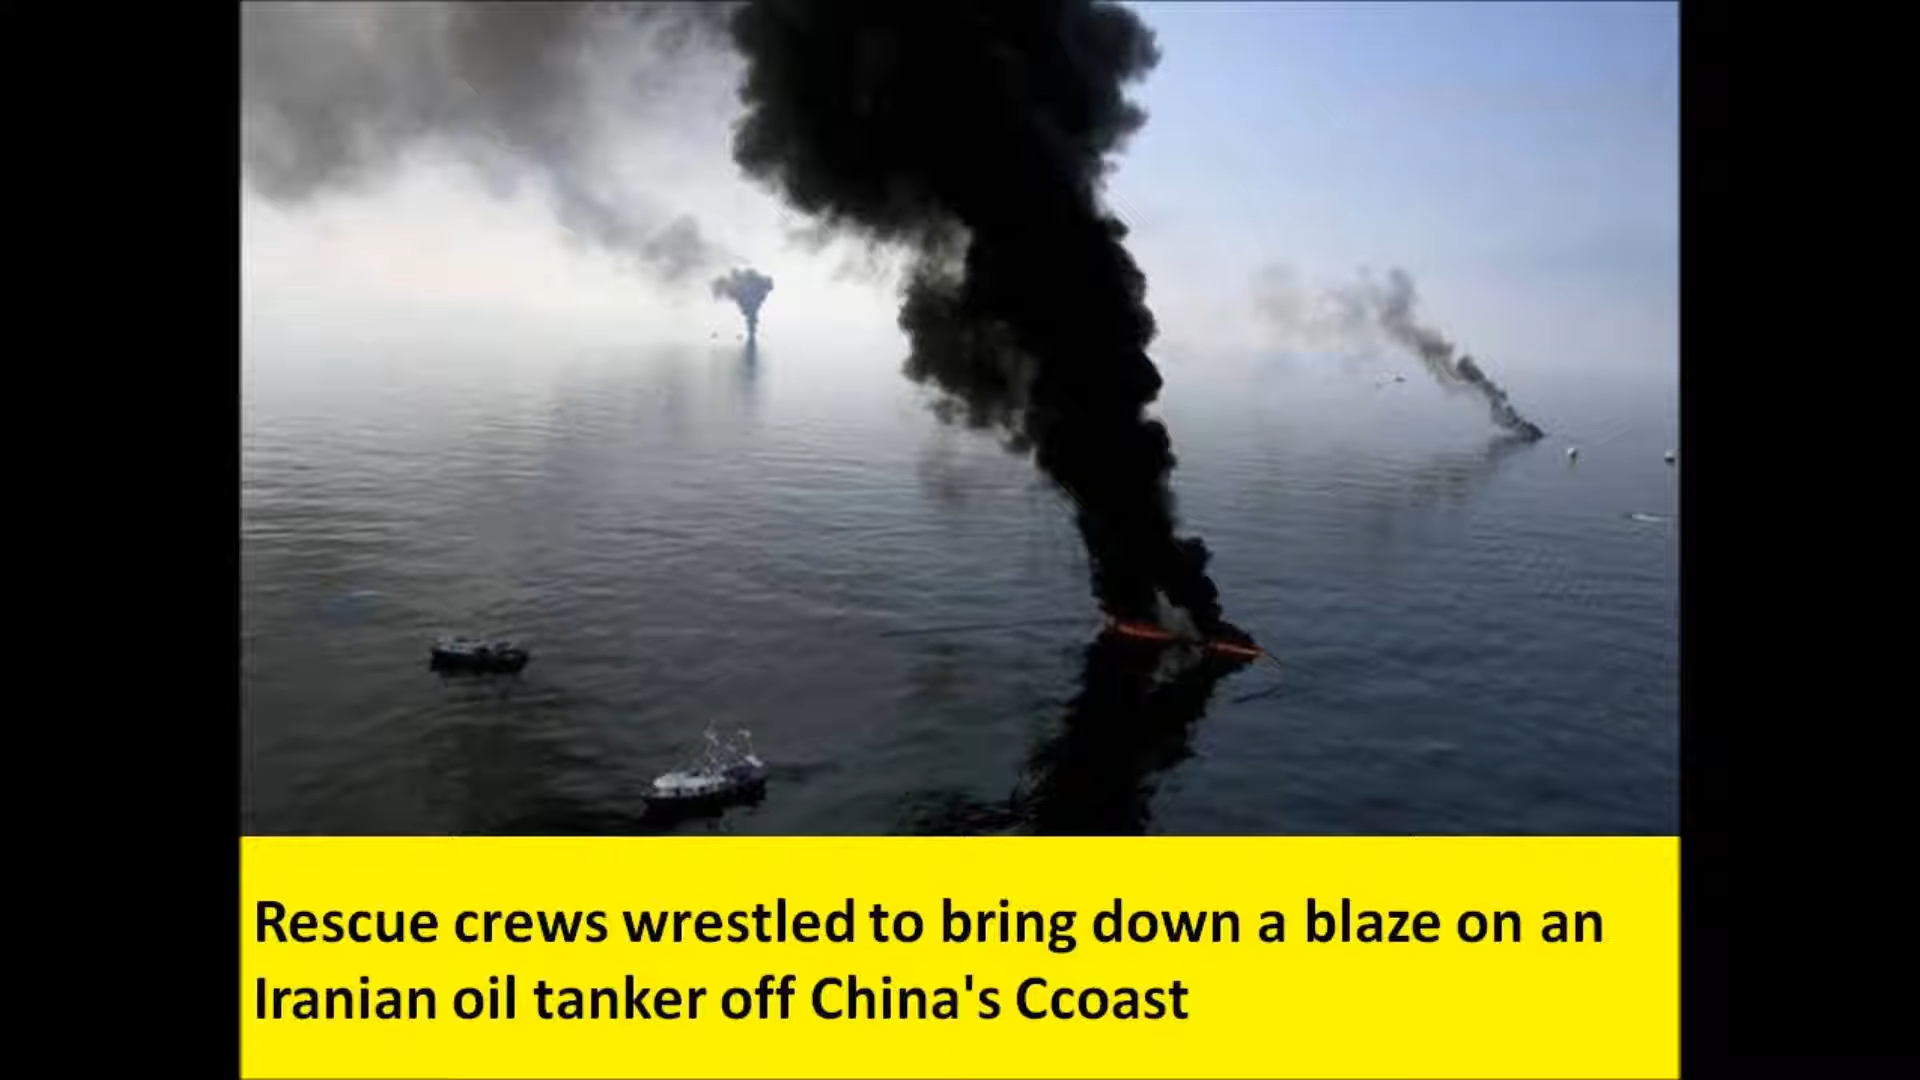 Rescue crews wrestled to bring down a blaze on an
Iranian oil tanker off China's Ccoast